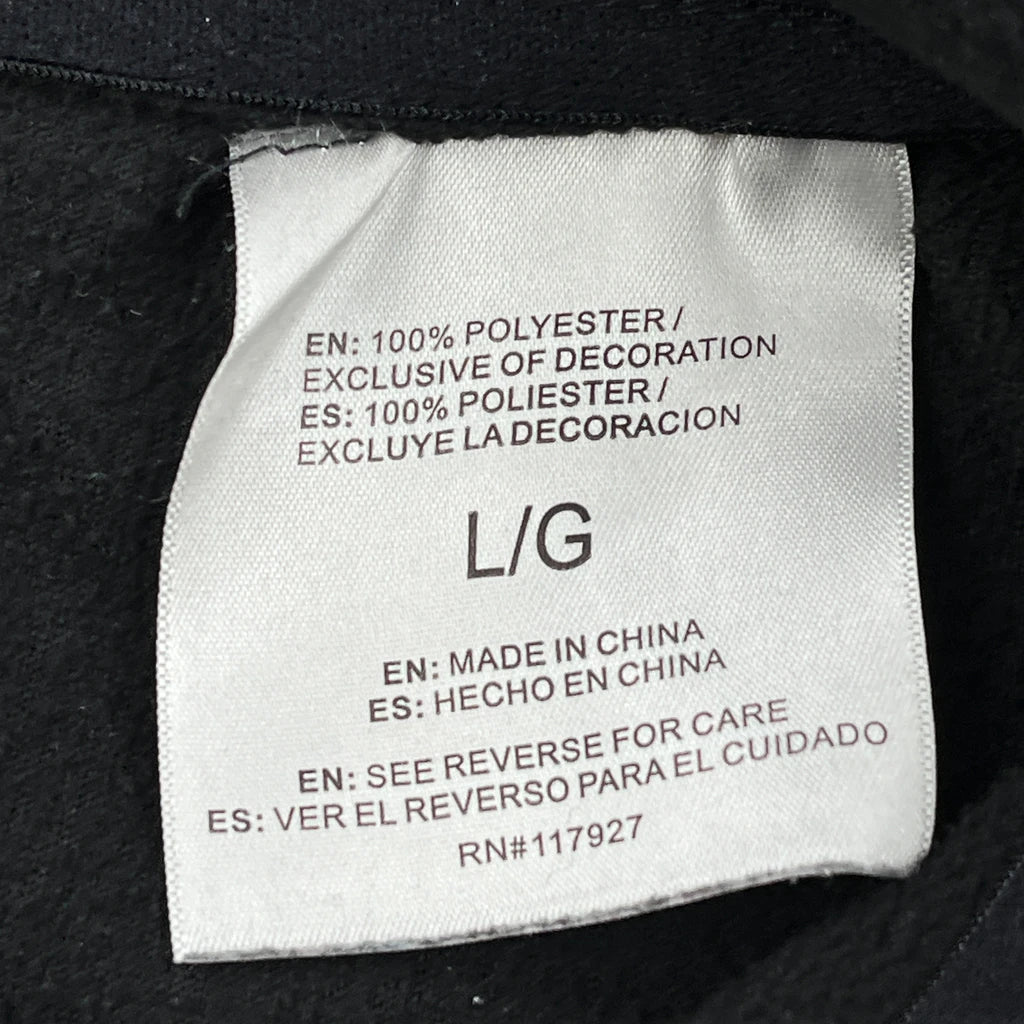 EN: 100% POLYESTER /
EXCLUSIVE OF DECORATION
ES: 100% POLIESTER /
EXCLUYE LA DECORACION
L/G
EN: MADE IN CHINA
ES: HECHO EN CHINA
EN: SEE REVERSE FOR CARE
ES: VER EL REVERSO PARA EL CUIDADO
RN#117927